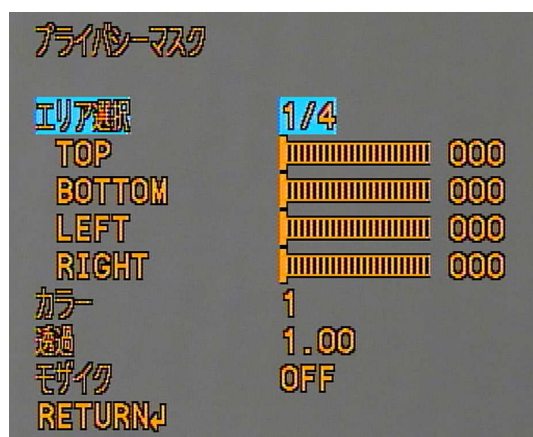 プライバシーマスク
エリア選択 1/4
TOP 000
BOTTOM 000
LEFT 000
RIGHT 000
カラー 1
透過 1.00
モザイク OFF
RETURN↲